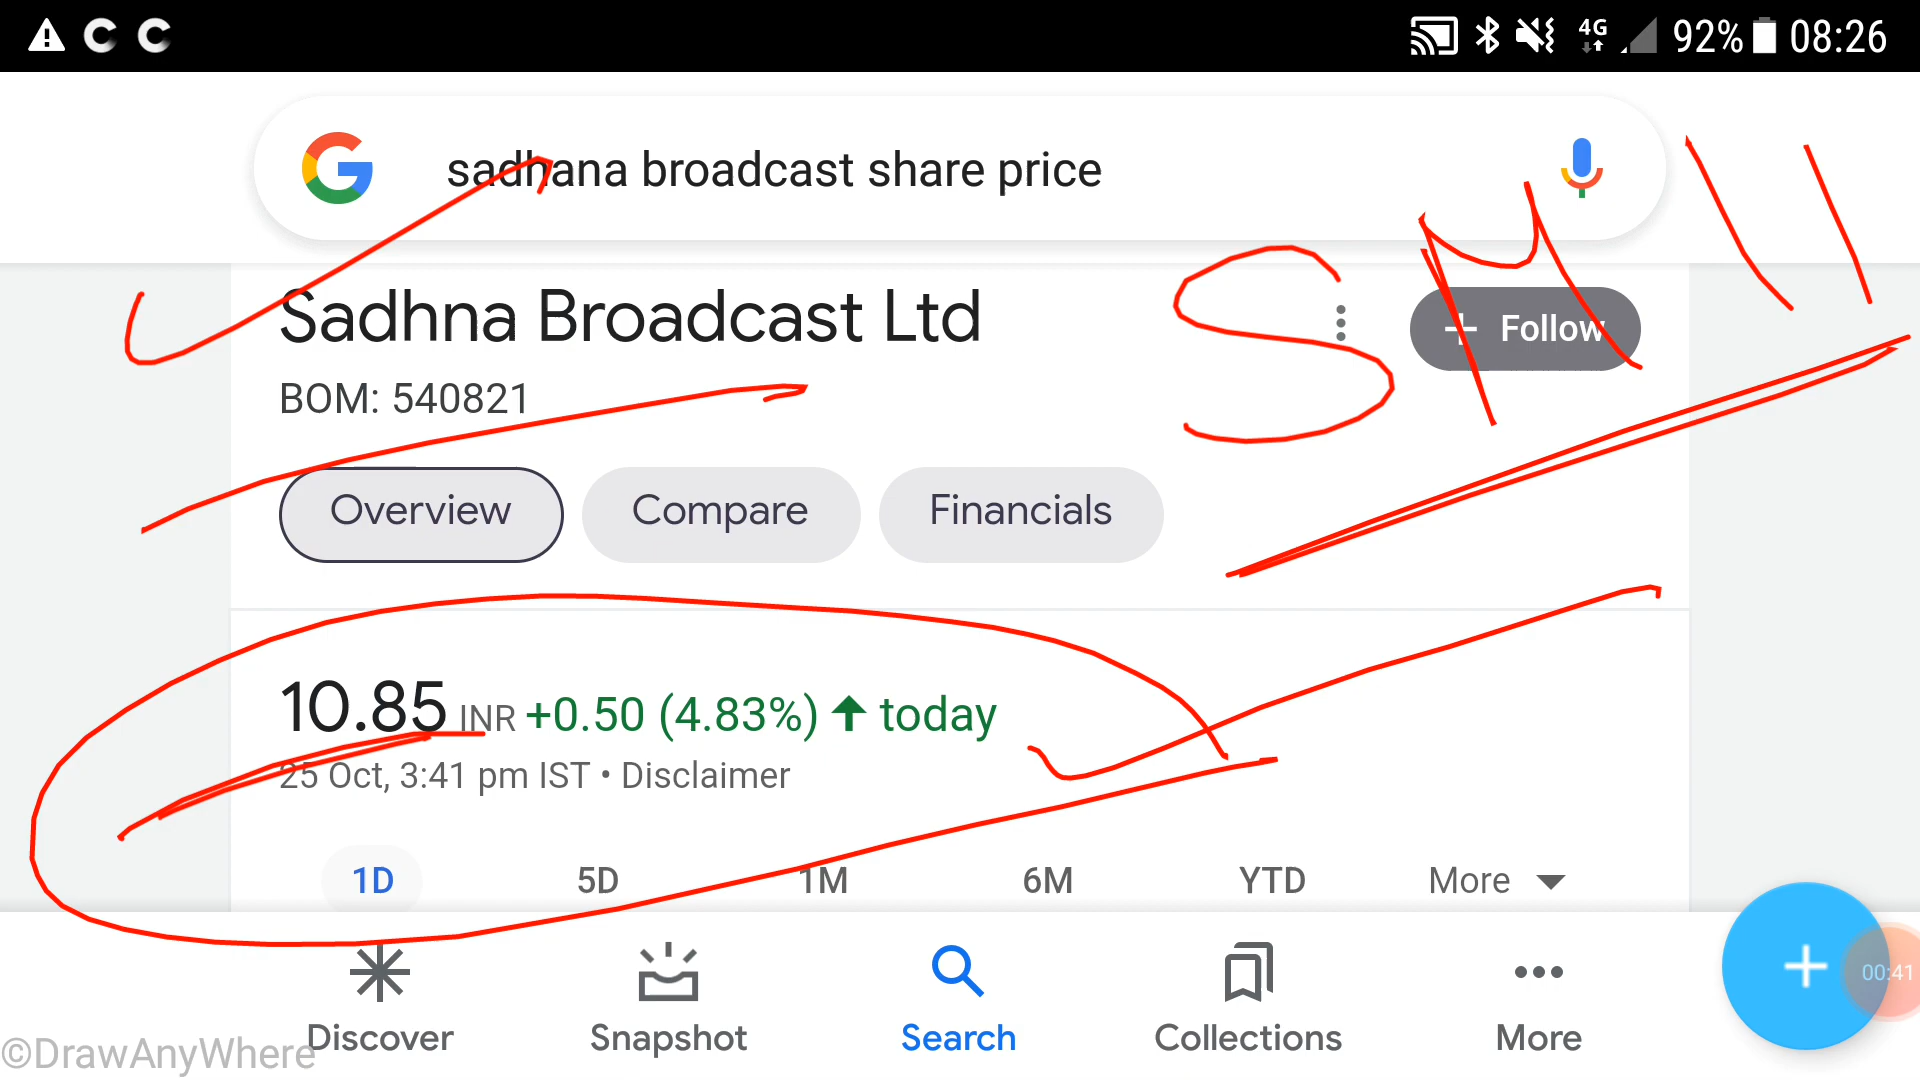 4G 92% 08:26
sadhana broadcast share price
Sadhna Broadcast Ltd
+ Follow
BOM: 540821
SM
Overview Compare Financials
10.85 INR +0.50 (4.83%) ↑ today
25 Oct, 3:41 pm IST • Disclaimer
1D 5D 1M 6M YTD More
00:41
Discover Snapshot Search Collections More
©DrawAnyWhere